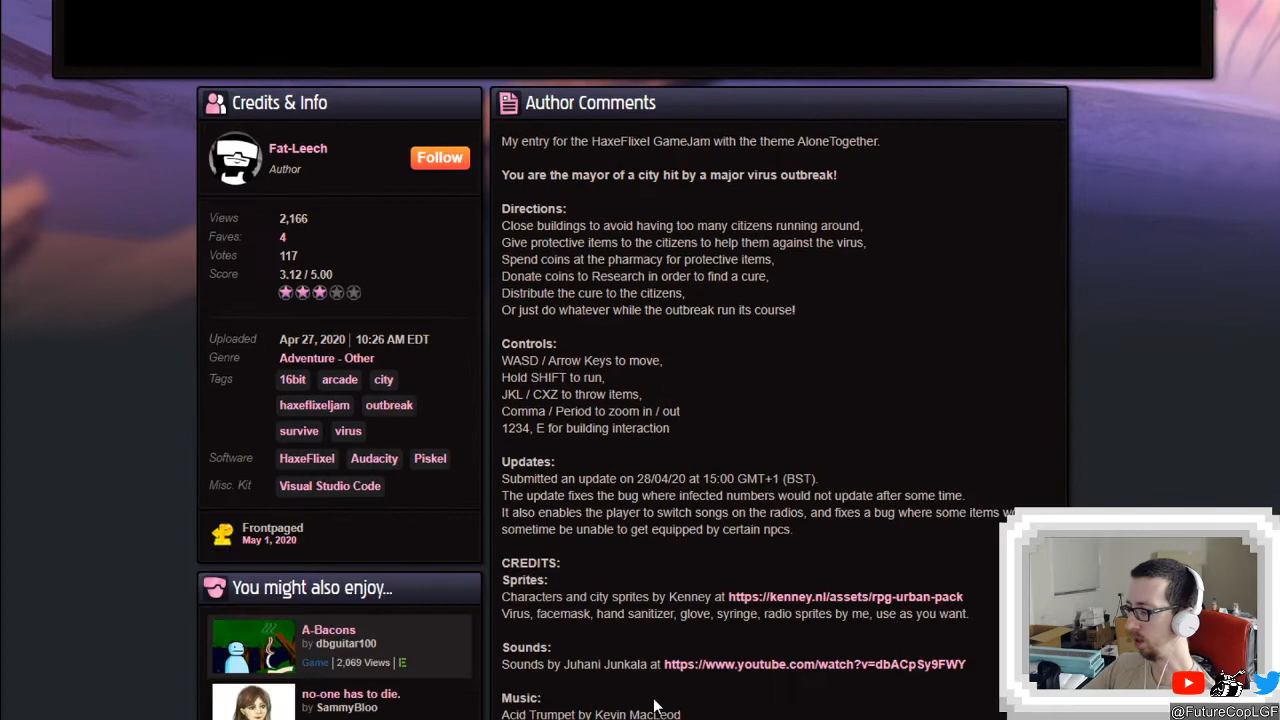 Credits & Info
Fat-Leech
Author
Follow
Views 2,166
Faves: 4
Votes 117
Score 3.12 / 5.00
Uploaded Apr 27, 2020 | 10:26 AM EDT
Genre Adventure - Other
Tags 16bit arcade city
haxeflixeljam outbreak
survive virus
Software HaxeFlixel Audacity Piskel
Misc. Kit Visual Studio Code
Frontpaged
May 1, 2020
You might also enjoy...
A-Bacons
by dbguitar100
Game | 2,069 Views | E
no-one has to die.
by SammyBloo
Author Comments
My entry for the HaxeFlixel GameJam with the theme AloneTogether.
You are the mayor of a city hit by a major virus outbreak!
Directions:
Close buildings to avoid having too many citizens running around,
Give protective items to the citizens to help them against the virus,
Spend coins at the pharmacy for protective items,
Donate coins to Research in order to find a cure,
Distribute the cure to the citizens,
Or just do whatever while the outbreak run its course!
Controls:
WASD / Arrow Keys to move,
Hold SHIFT to run,
JKL / CXZ to throw items,
Comma / Period to zoom in / out
1234, E for building interaction
Updates:
Submitted an update on 28/04/20 at 15:00 GMT+1 (BST).
The update fixes the bug where infected numbers would not update after some time.
It also enables the player to switch songs on the radios, and fixes a bug where some items
sometime be unable to get equipped by certain npcs.
CREDITS:
Sprites:
Characters and city sprites by Kenney at https://kenney.nl/assets/rpg-urban-pack
Virus, facemask, hand sanitizer, glove, syringe, radio sprites by me, use as you want.
Sounds:
Sounds by Juhani Junkala at https://www.youtube.com/watch?v=dbACpSy9FWY
Music:
Acid Trumpet by Kevin MacLeod
@FutureCopLGF